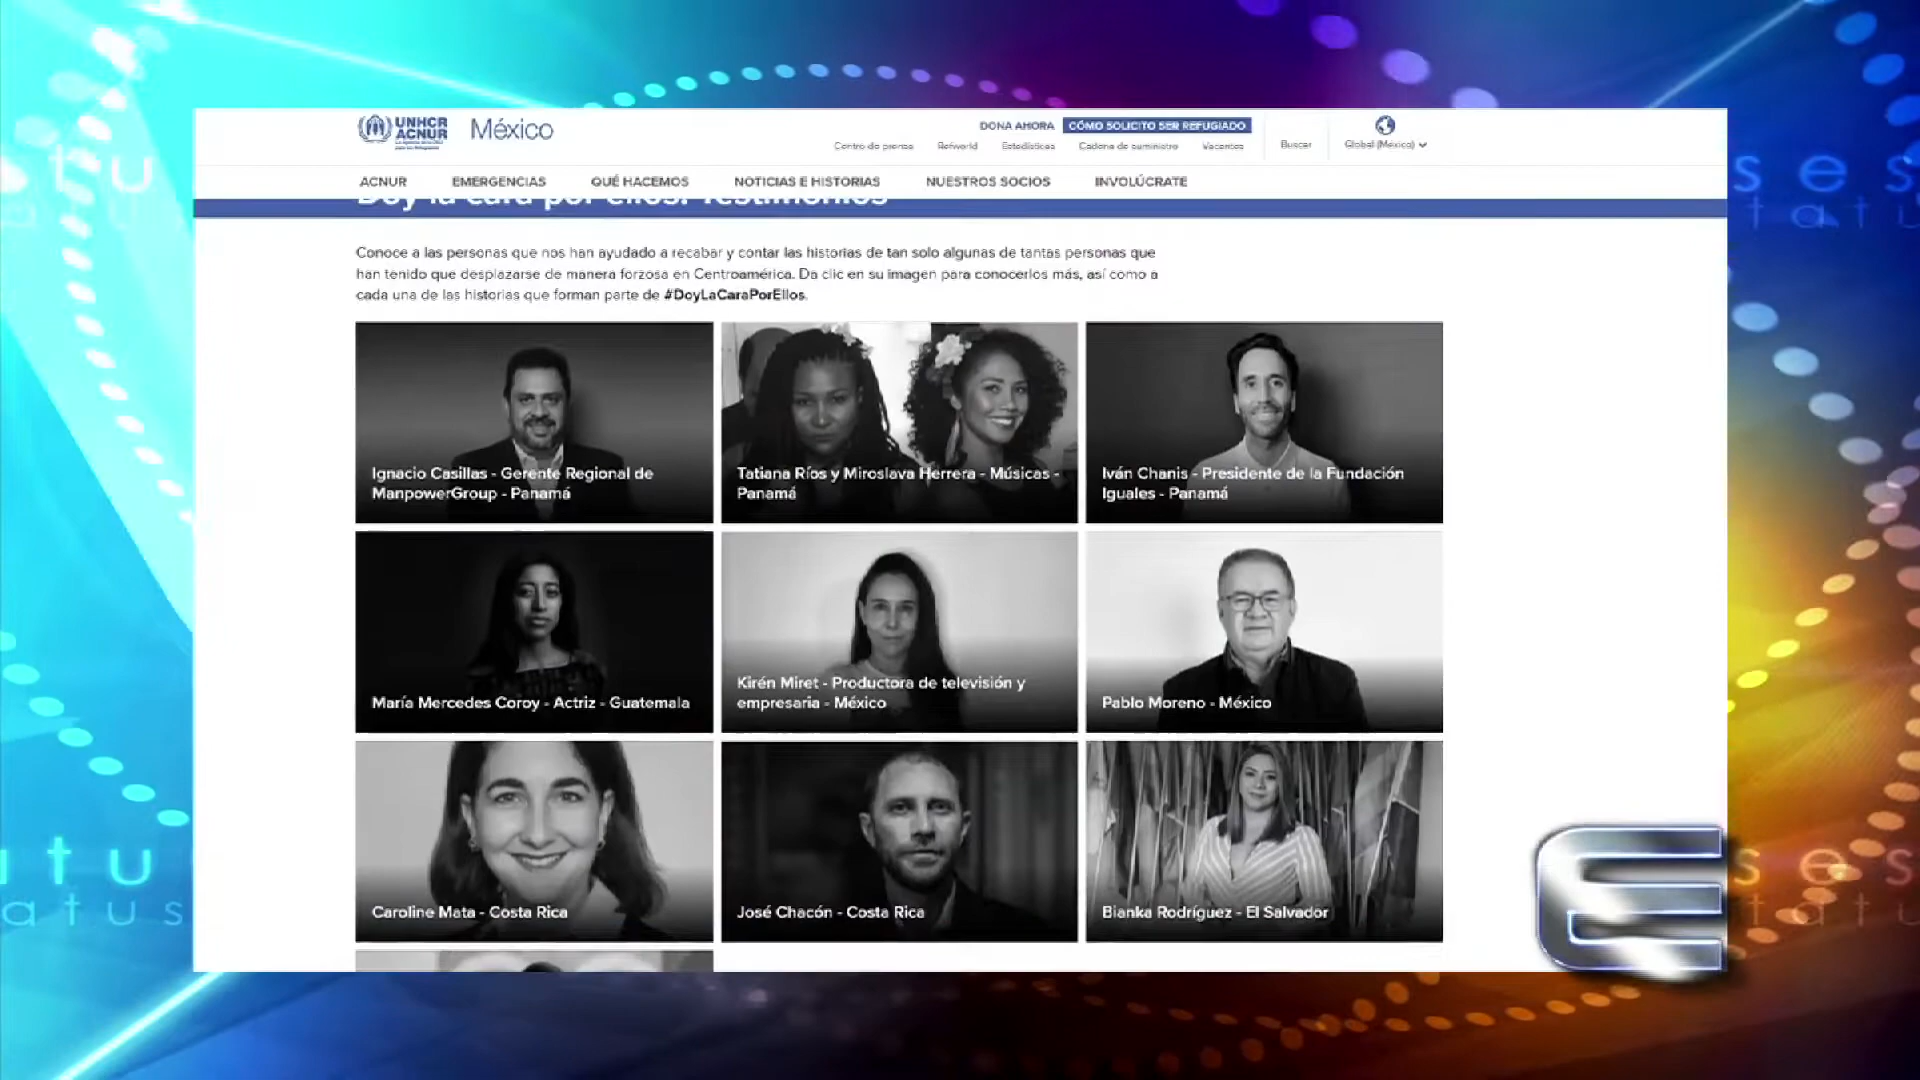 UNHCR
ACNUR
México
DONA AHORA
CÓMO SOLICITO SER REFUGIADO
Centro de prensa
Refworld
Estadísticas
Cadena de suministro
Vacantes
Buscar
Global (México)
ACNUR
EMERGENCIAS
QUÉ HACEMOS
NOTICIAS E HISTORIAS
NUESTROS SOCIOS
INVOLÚCRATE
Doy la cara por ellos: Testimonios
Conoce a las personas que nos han ayudado a recabar y contar las historias de tan solo algunas de tantas personas que
han tenido que desplazarse de manera forzosa en Centroamérica. Da clic en su imagen para conocerlos más, así como a
cada una de las historias que forman parte de #DoyLaCaraPorEllos.
Ignacio Casillas - Gerente Regional de
ManpowerGroup - Panamá
Tatiana Ríos y Miroslava Herrera - Músicas -
Panamá
Iván Chanis - Presidente de la Fundación
Iguales - Panamá
María Mercedes Coroy - Actriz - Guatemala
Kirén Miret - Productora de televisión y
empresaria - México
Pablo Moreno - México
Caroline Mata - Costa Rica
José Chacón - Costa Rica
Bianka Rodríguez - El Salvador
E